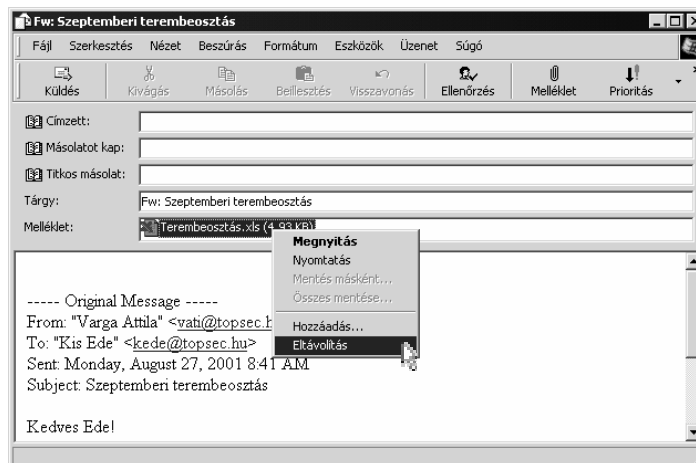 Fw: Szeptemberi terembeosztás
Fájl Szerkesztés Nézet Beszúrás Formátum Eszközök Üzenet Súgó
Küldés Kivágás Másolás Beillesztés Visszavonás Ellenőrzés Melléklet Prioritás
Címzett:
Másolatot kap:
Titkos másolat:
Tárgy: Fw: Szeptemberi terembeosztás
Melléklet: Terembeosztás.xls (4,93 KB)
Megnyitás
Nyomtatás
Mentés másként...
Összes mentése...
Hozzáadás...
Eltávolítás
----- Original Message -----
From: "Varga Attila" <vati@topsec.h
To: "Kis Ede" <kede@topsec.hu>
Sent: Monday, August 27, 2001 8:41 AM
Subject: Szeptemberi terembeosztás
Kedves Ede!